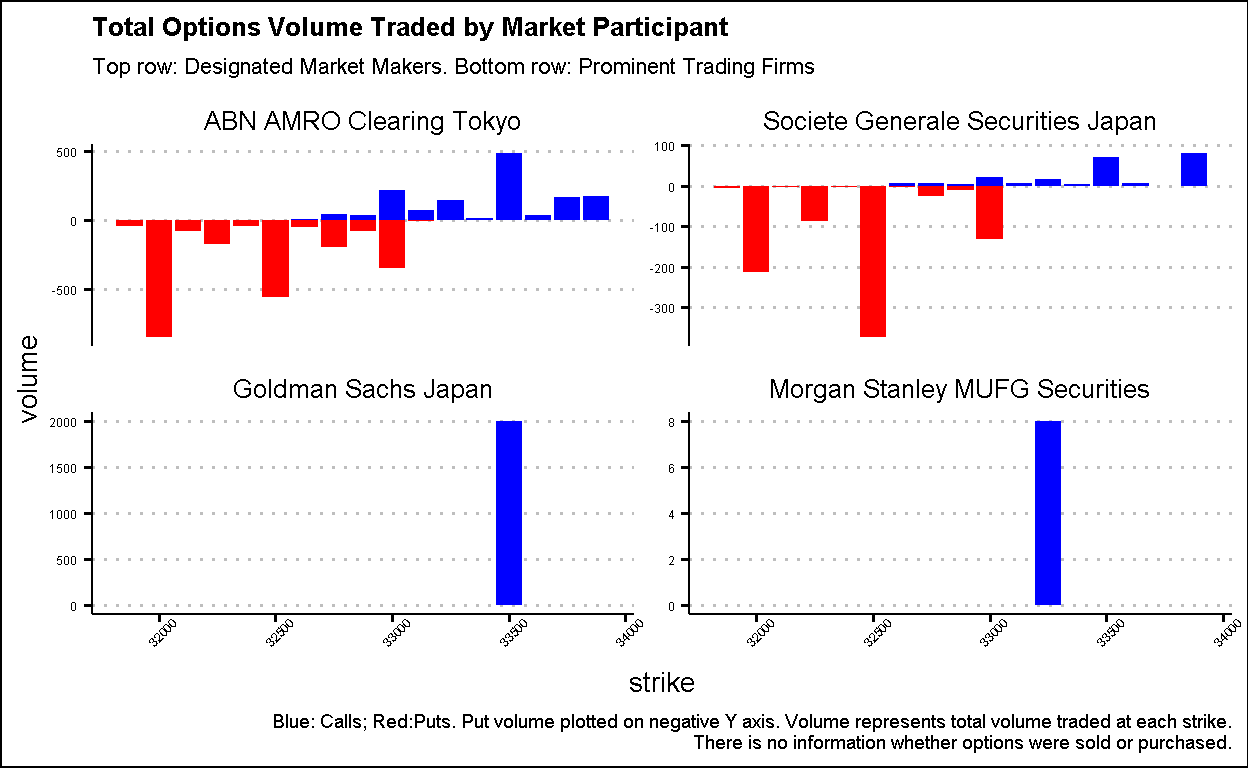 Total Options Volume Traded by Market Participant
Top row: Designated Market Makers. Bottom row: Prominent Trading Firms
ABN AMRO Clearing Tokyo
500
0
-500
Societe Generale Securities Japan
100
0
-100
-200
-300
volume
Goldman Sachs Japan
2000
1500
1000
500
0
32000
32500
33000
33500
34000
Morgan Stanley MUFG Securities
8
6
4
2
0
32000
32500
33000
33500
34000
strike
Blue: Calls; Red:Puts. Put volume plotted on negative Y axis. Volume represents total volume traded at each strike.
There is no information whether options were sold or purchased.